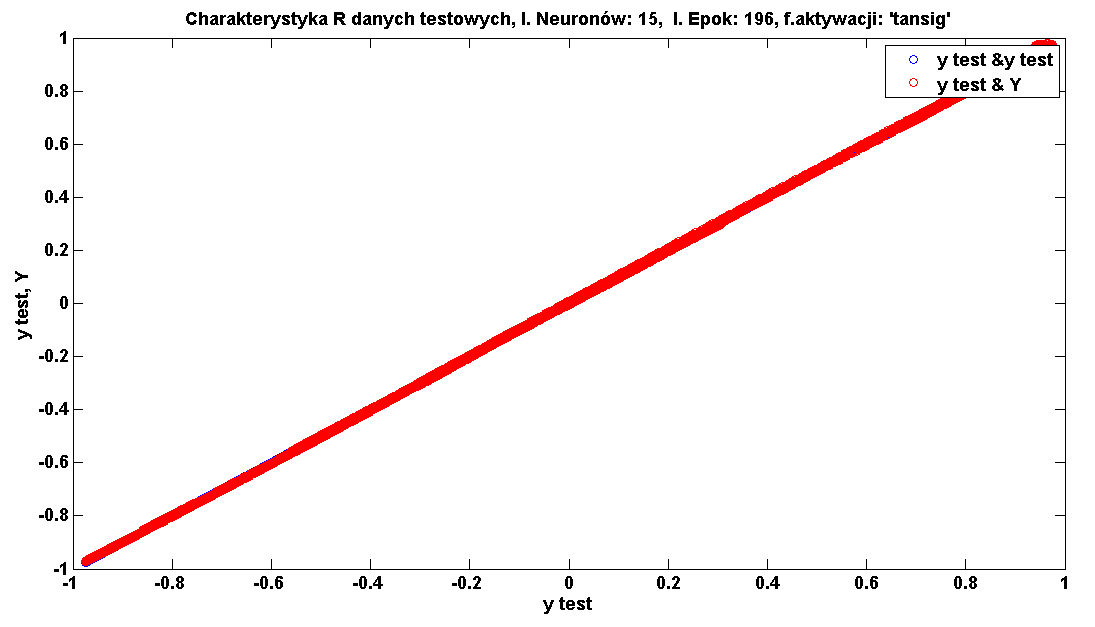 Charakterystyka R danych testowych, l. Neuronów: 15,  l. Epok: 196, f.aktywacji: 'tansig'
1
0.8
0.6
0.4
0.2
0
-0.2
-0.4
-0.6
-0.8
-1
y test, Y
y test &y test
y test & Y
-1 -0.8 -0.6 -0.4 -0.2 0 0.2 0.4 0.6 0.8 1
y test